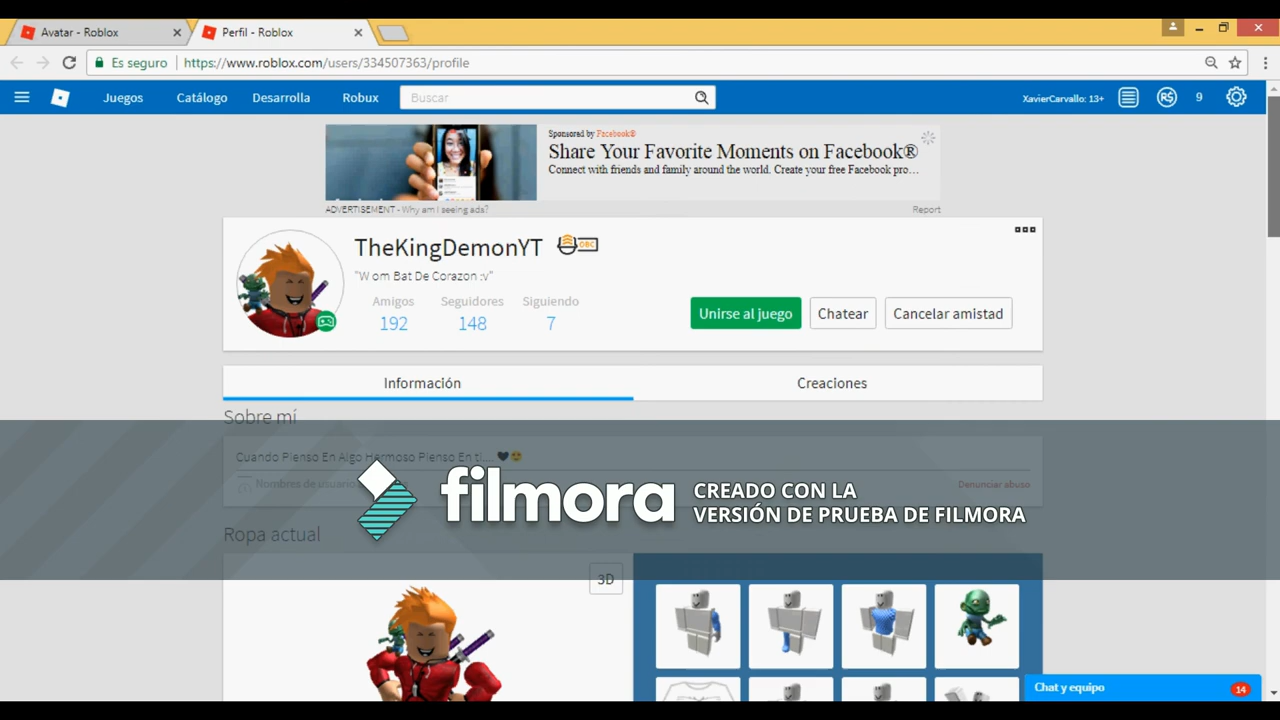 Avatar - Roblox
Perfil - Roblox
Es seguro
https://www.roblox.com/users/334507363/profile
Juegos
Catálogo
Desarrolla
Robux
Buscar
XavierCarvallo: 13+
R$
9
Sponsored by Facebook®
Share Your Favorite Moments on Facebook®
Connect with friends and family around the world. Create your free Facebook pro...
ADVERTISEMENT - Why am I seeing ads?
Report
TheKingDemonYT
OBC
"W om Bat De Corazon :v"
Amigos
Seguidores
Siguiendo
192
148
7
Unirse al juego
Chatear
Cancelar amistad
Información
Creaciones
Sobre mí
Cuando Pienso En Algo Hermoso Pienso En ti....
Nombres de usuario
Denunciar abuso
filmora
CREADO CON LA
VERSIÓN DE PRUEBA DE FILMORA
Ropa actual
3D
Chat y equipo
14